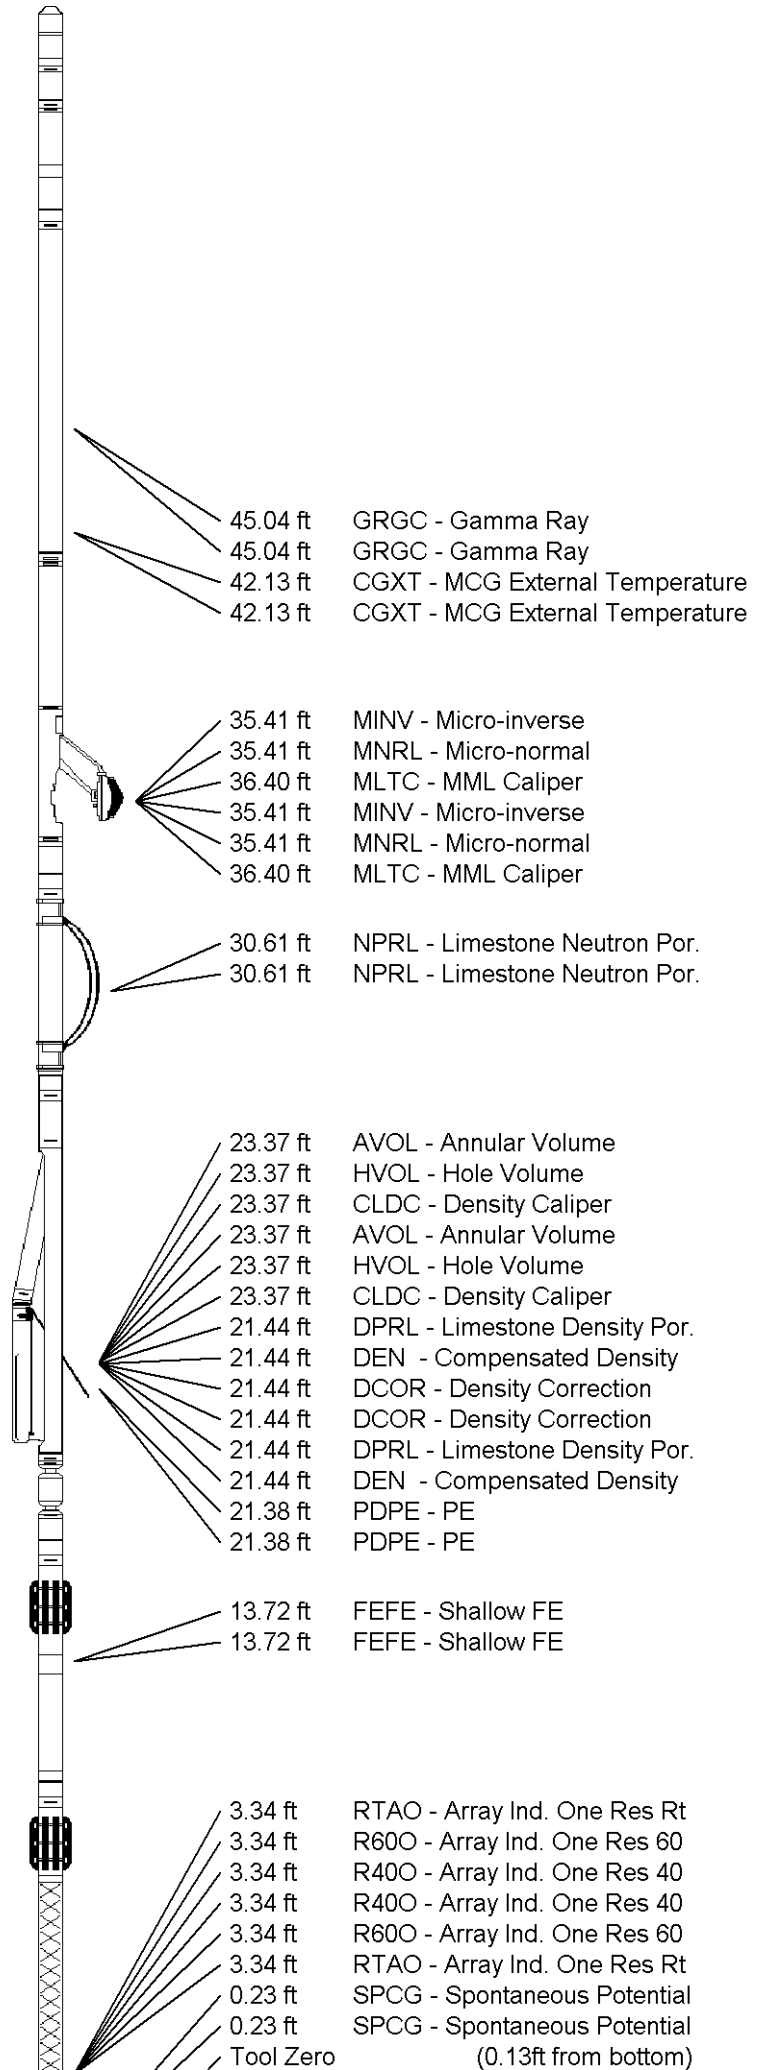 45.04 ft GRGC - Gamma Ray
45.04 ft GRGC - Gamma Ray
42.13 ft CGXT - MCG External Temperature
42.13 ft CGXT - MCG External Temperature
35.41 ft MINV - Micro-inverse
35.41 ft MNRL - Micro-normal
36.40 ft MLTC - MML Caliper
35.41 ft MINV - Micro-inverse
35.41 ft MNRL - Micro-normal
36.40 ft MLTC - MML Caliper
30.61 ft NPRL - Limestone Neutron Por.
30.61 ft NPRL - Limestone Neutron Por.
23.37 ft AVOL - Annular Volume
23.37 ft HVOL - Hole Volume
23.37 ft CLDC - Density Caliper
23.37 ft AVOL - Annular Volume
23.37 ft HVOL - Hole Volume
23.37 ft CLDC - Density Caliper
21.44 ft DPRL - Limestone Density Por.
21.44 ft DEN - Compensated Density
21.44 ft DCOR - Density Correction
21.44 ft DCOR - Density Correction
21.44 ft DPRL - Limestone Density Por.
21.44 ft DEN - Compensated Density
21.38 ft PDPE - PE
21.38 ft PDPE - PE
13.72 ft FEFE - Shallow FE
13.72 ft FEFE - Shallow FE
3.34 ft RTAO - Array Ind. One Res Rt
3.34 ft R60O - Array Ind. One Res 60
3.34 ft R40O - Array Ind. One Res 40
3.34 ft R40O - Array Ind. One Res 40
3.34 ft R60O - Array Ind. One Res 60
3.34 ft RTAO - Array Ind. One Res Rt
0.23 ft SPCG - Spontaneous Potential
0.23 ft SPCG - Spontaneous Potential
Tool Zero (0.13ft from bottom)